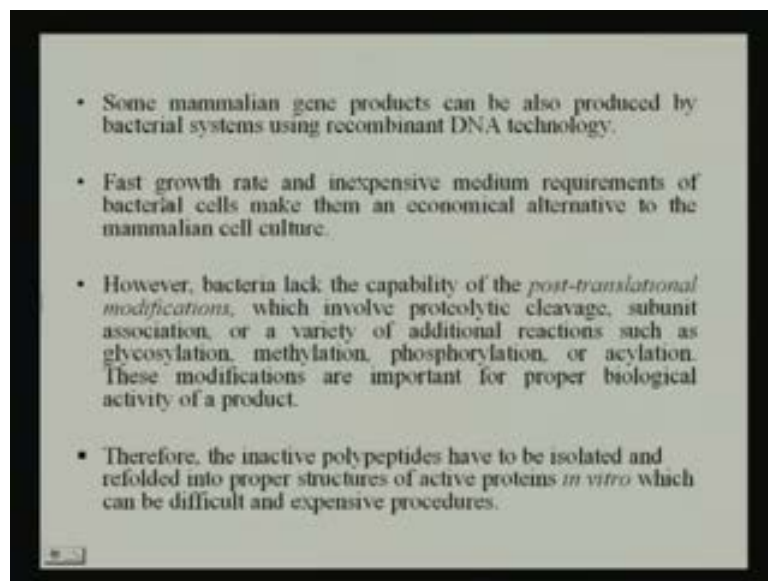 • Some mammalian gene products can be also produced by
bacterial systems using recombinant DNA technology.
• Fast growth rate and inexpensive medium requirements of
bacterial cells make them an economical alternative to the
mammalian cell culture.
• However, bacteria lack the capability of the post-translational
modifications, which involve proteolytic cleavage, subunit
association, or a variety of additional reactions such as
glycosylation, methylation, phosphorylation, or acylation.
These modifications are important for proper biological
activity of a product.
▪ Therefore, the inactive polypeptides have to be isolated and
refolded into proper structures of active proteins in vitro which
can be difficult and expensive procedures.